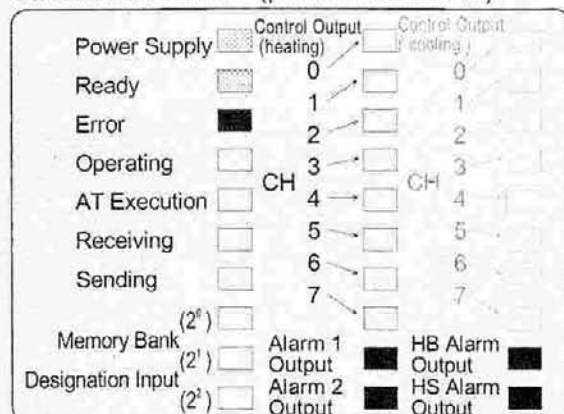 Power Supply
Ready
Error
Operating
AT Execution
Receiving
Sending
Memory Bank
Designation Input
(2⁰)
(2¹)
(2²)
Control Output
(heating)
0
1
2
3
CH
4
5
6
7
Control Output
(cooling)
0
1
2
3
CH
4
5
6
7
Alarm 1
Output
Alarm 2
Output
HB Alarm
Output
HS Alarm
Output